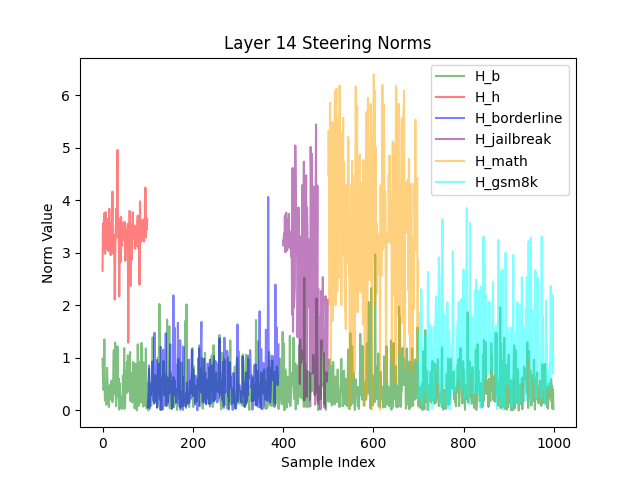 Layer 14 Steering Norms
H_b
H_h
H_borderline
H_jailbreak
H_math
H_gsm8k
Norm Value
6
5
4
3
2
1
0
0 200 400 600 800 1000
Sample Index